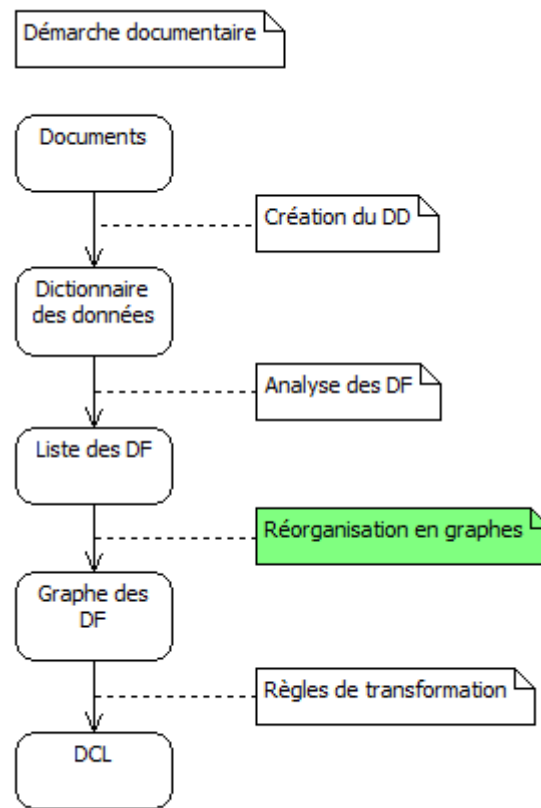 Démarche documentaire
Documents
Création du DD
Dictionnaire
des données
Analyse des DF
Liste des DF
Réorganisation en graphes
Graphe des
DF
Règles de transformation
DCL